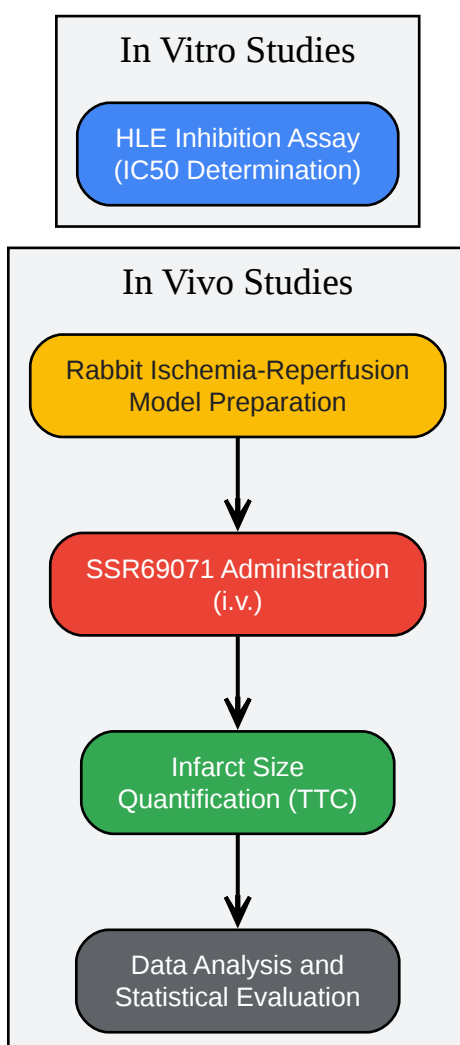 In Vitro Studies
HLE Inhibition Assay
(IC50 Determination)
In Vivo Studies
Rabbit Ischemia-Reperfusion
Model Preparation
SSR69071 Administration
(i.v.)
Infarct Size
Quantification (TTC)
Data Analysis and
Statistical Evaluation